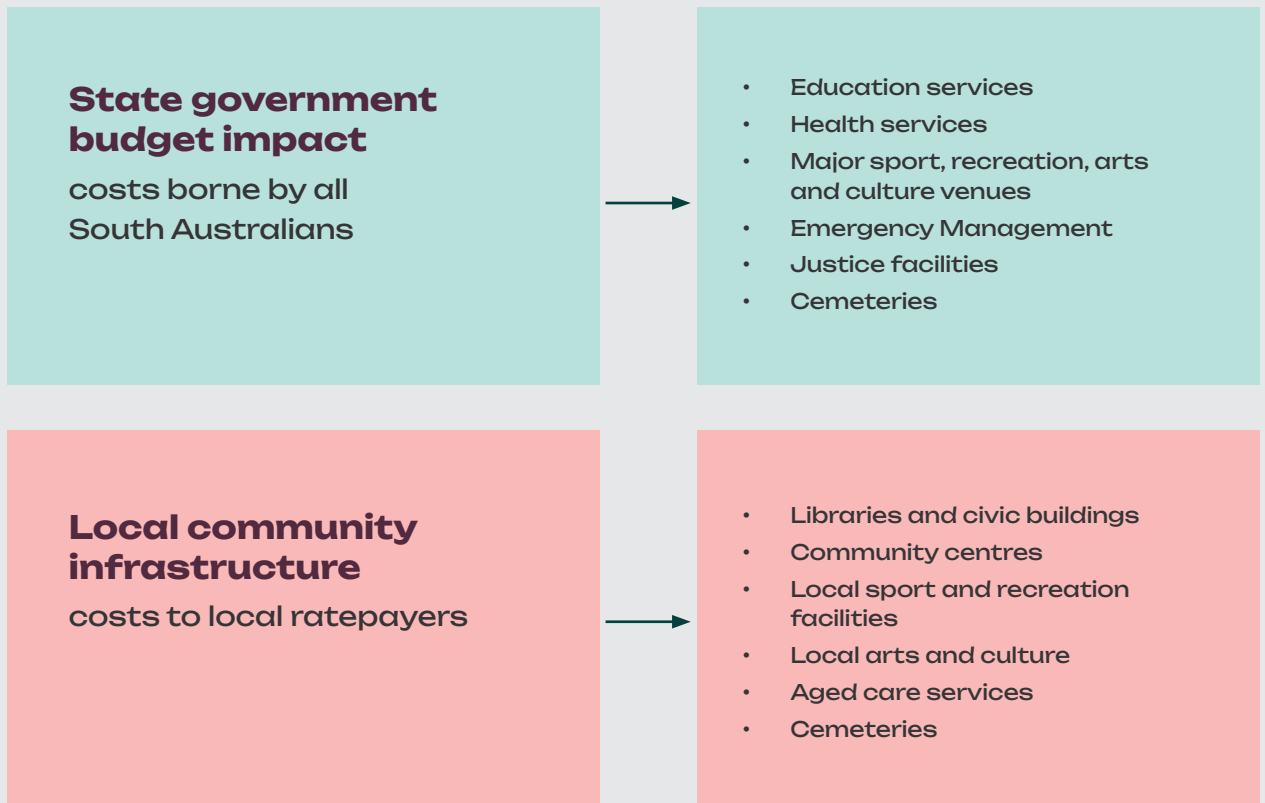 State government
budget impact
costs borne by all
South Australians
• Education services
• Health services
• Major sport, recreation, arts
and culture venues
• Emergency Management
• Justice facilities
• Cemeteries
Local community
infrastructure
costs to local ratepayers
• Libraries and civic buildings
• Community centres
• Local sport and recreation
facilities
• Local arts and culture
• Aged care services
• Cemeteries